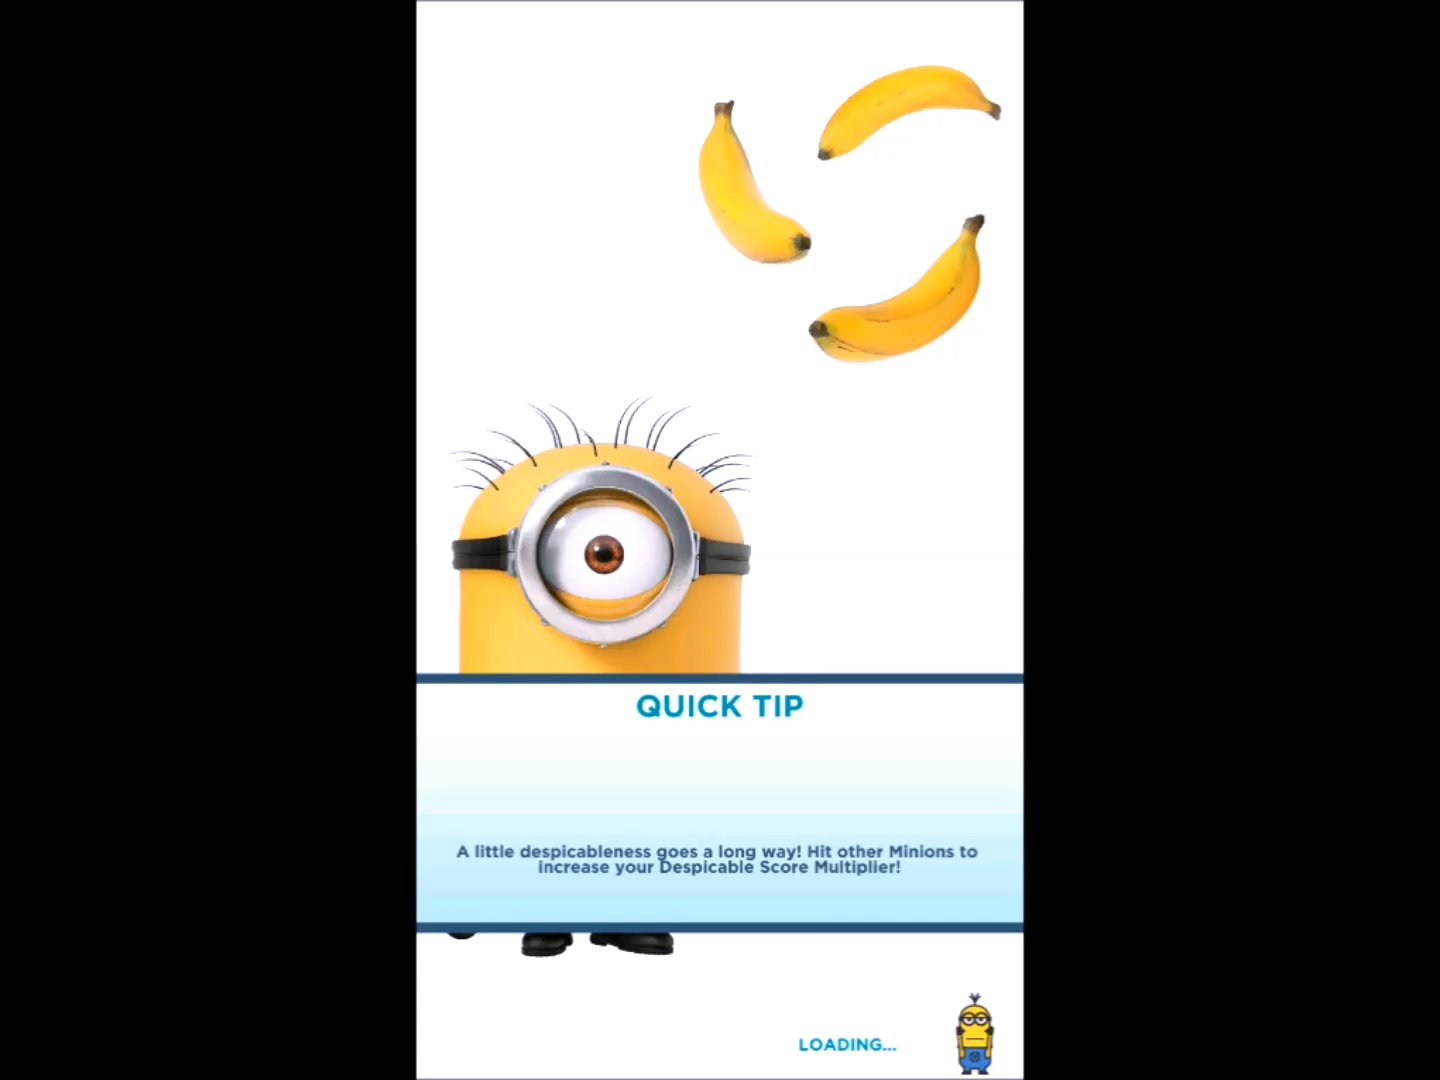 QUICK TIP
A little despicableness goes a long way! Hit other Minions to
increase your Despicable Score Multiplier!
LOADING...